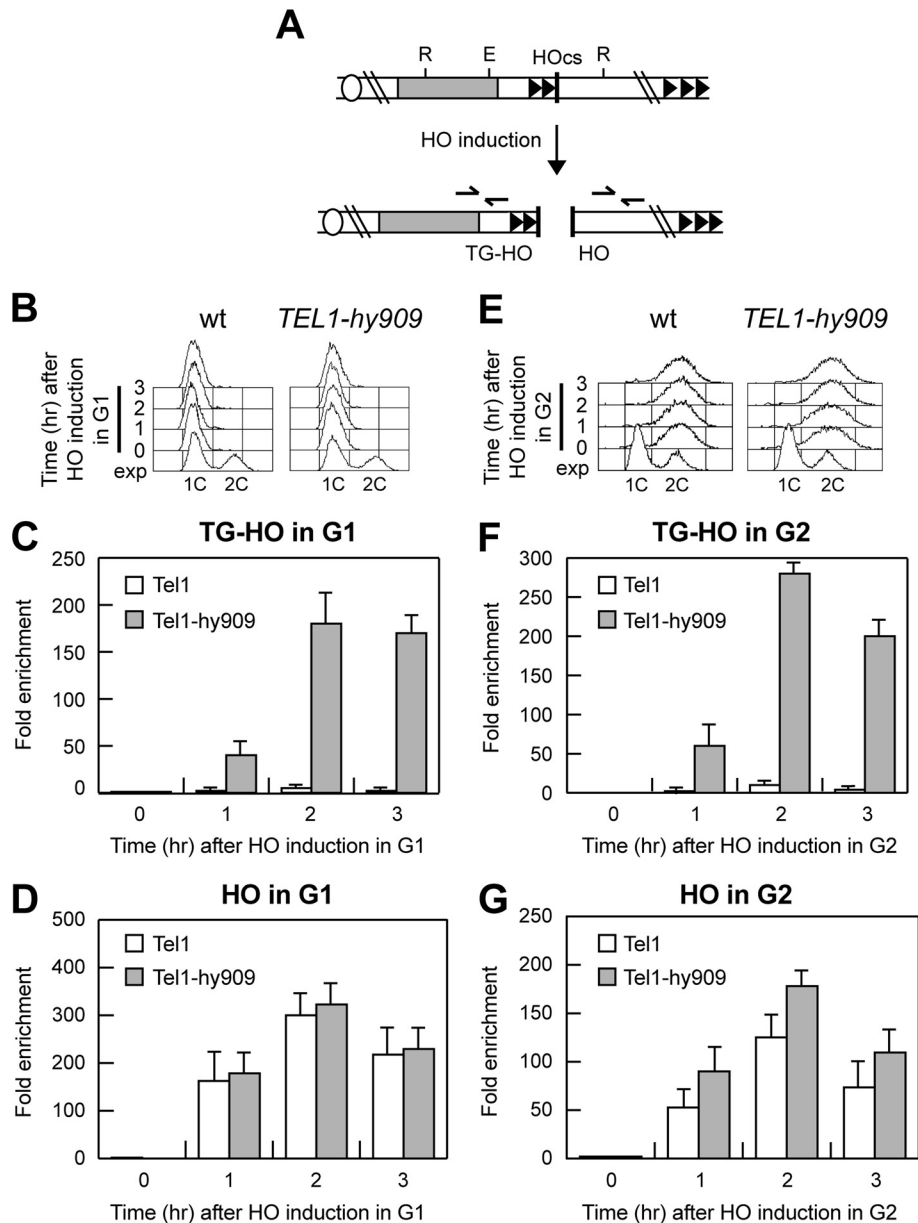 A
R
E
HOcs
R
HO induction
TG-HO
HO
B
wt
TEL1-hy909
Time (hr) after
HO induction
in G1
3
2
1
0
exp
1C
2C
1C
2C
E
wt
TEL1-hy909
Time (hr) after
HO induction
in G2
3
2
1
0
exp
1C
2C
1C
2C
C
TG-HO in G1
Fold enrichment
250
200
150
100
50
0
Tel1
Tel1-hy909
0 1 2 3
Time (hr) after HO induction in G1
F
TG-HO in G2
Fold enrichment
300
250
200
150
100
50
0
Tel1
Tel1-hy909
0 1 2 3
Time (hr) after HO induction in G2
D
HO in G1
Fold enrichment
500
400
300
200
100
0
Tel1
Tel1-hy909
0 1 2 3
Time (hr) after HO induction in G1
G
HO in G2
Fold enrichment
250
200
150
100
50
0
Tel1
Tel1-hy909
0 1 2 3
Time (hr) after HO induction in G2